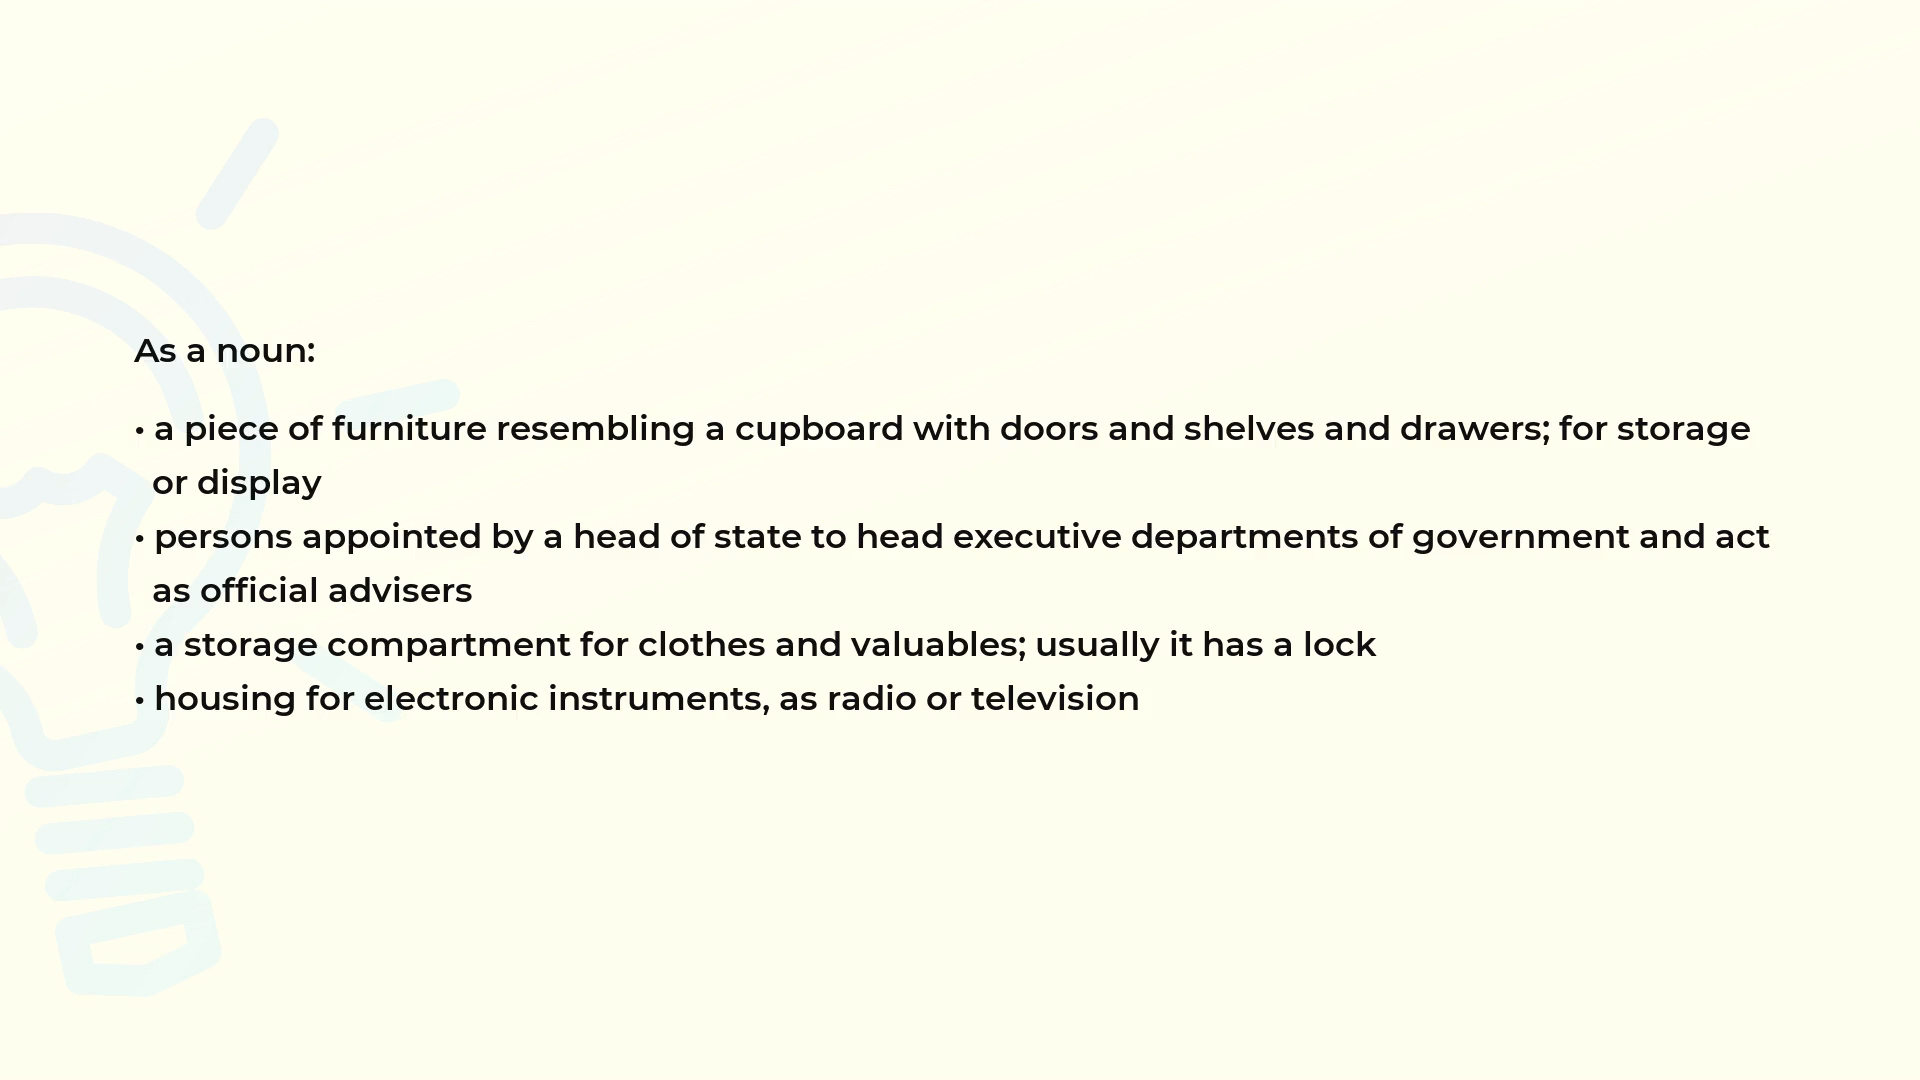 As a noun:
• a piece of furniture resembling a cupboard with doors and shelves and drawers; for storage
or display
• persons appointed by a head of state to head executive departments of government and act
as official advisers
• a storage compartment for clothes and valuables; usually it has a lock
• housing for electronic instruments, as radio or television